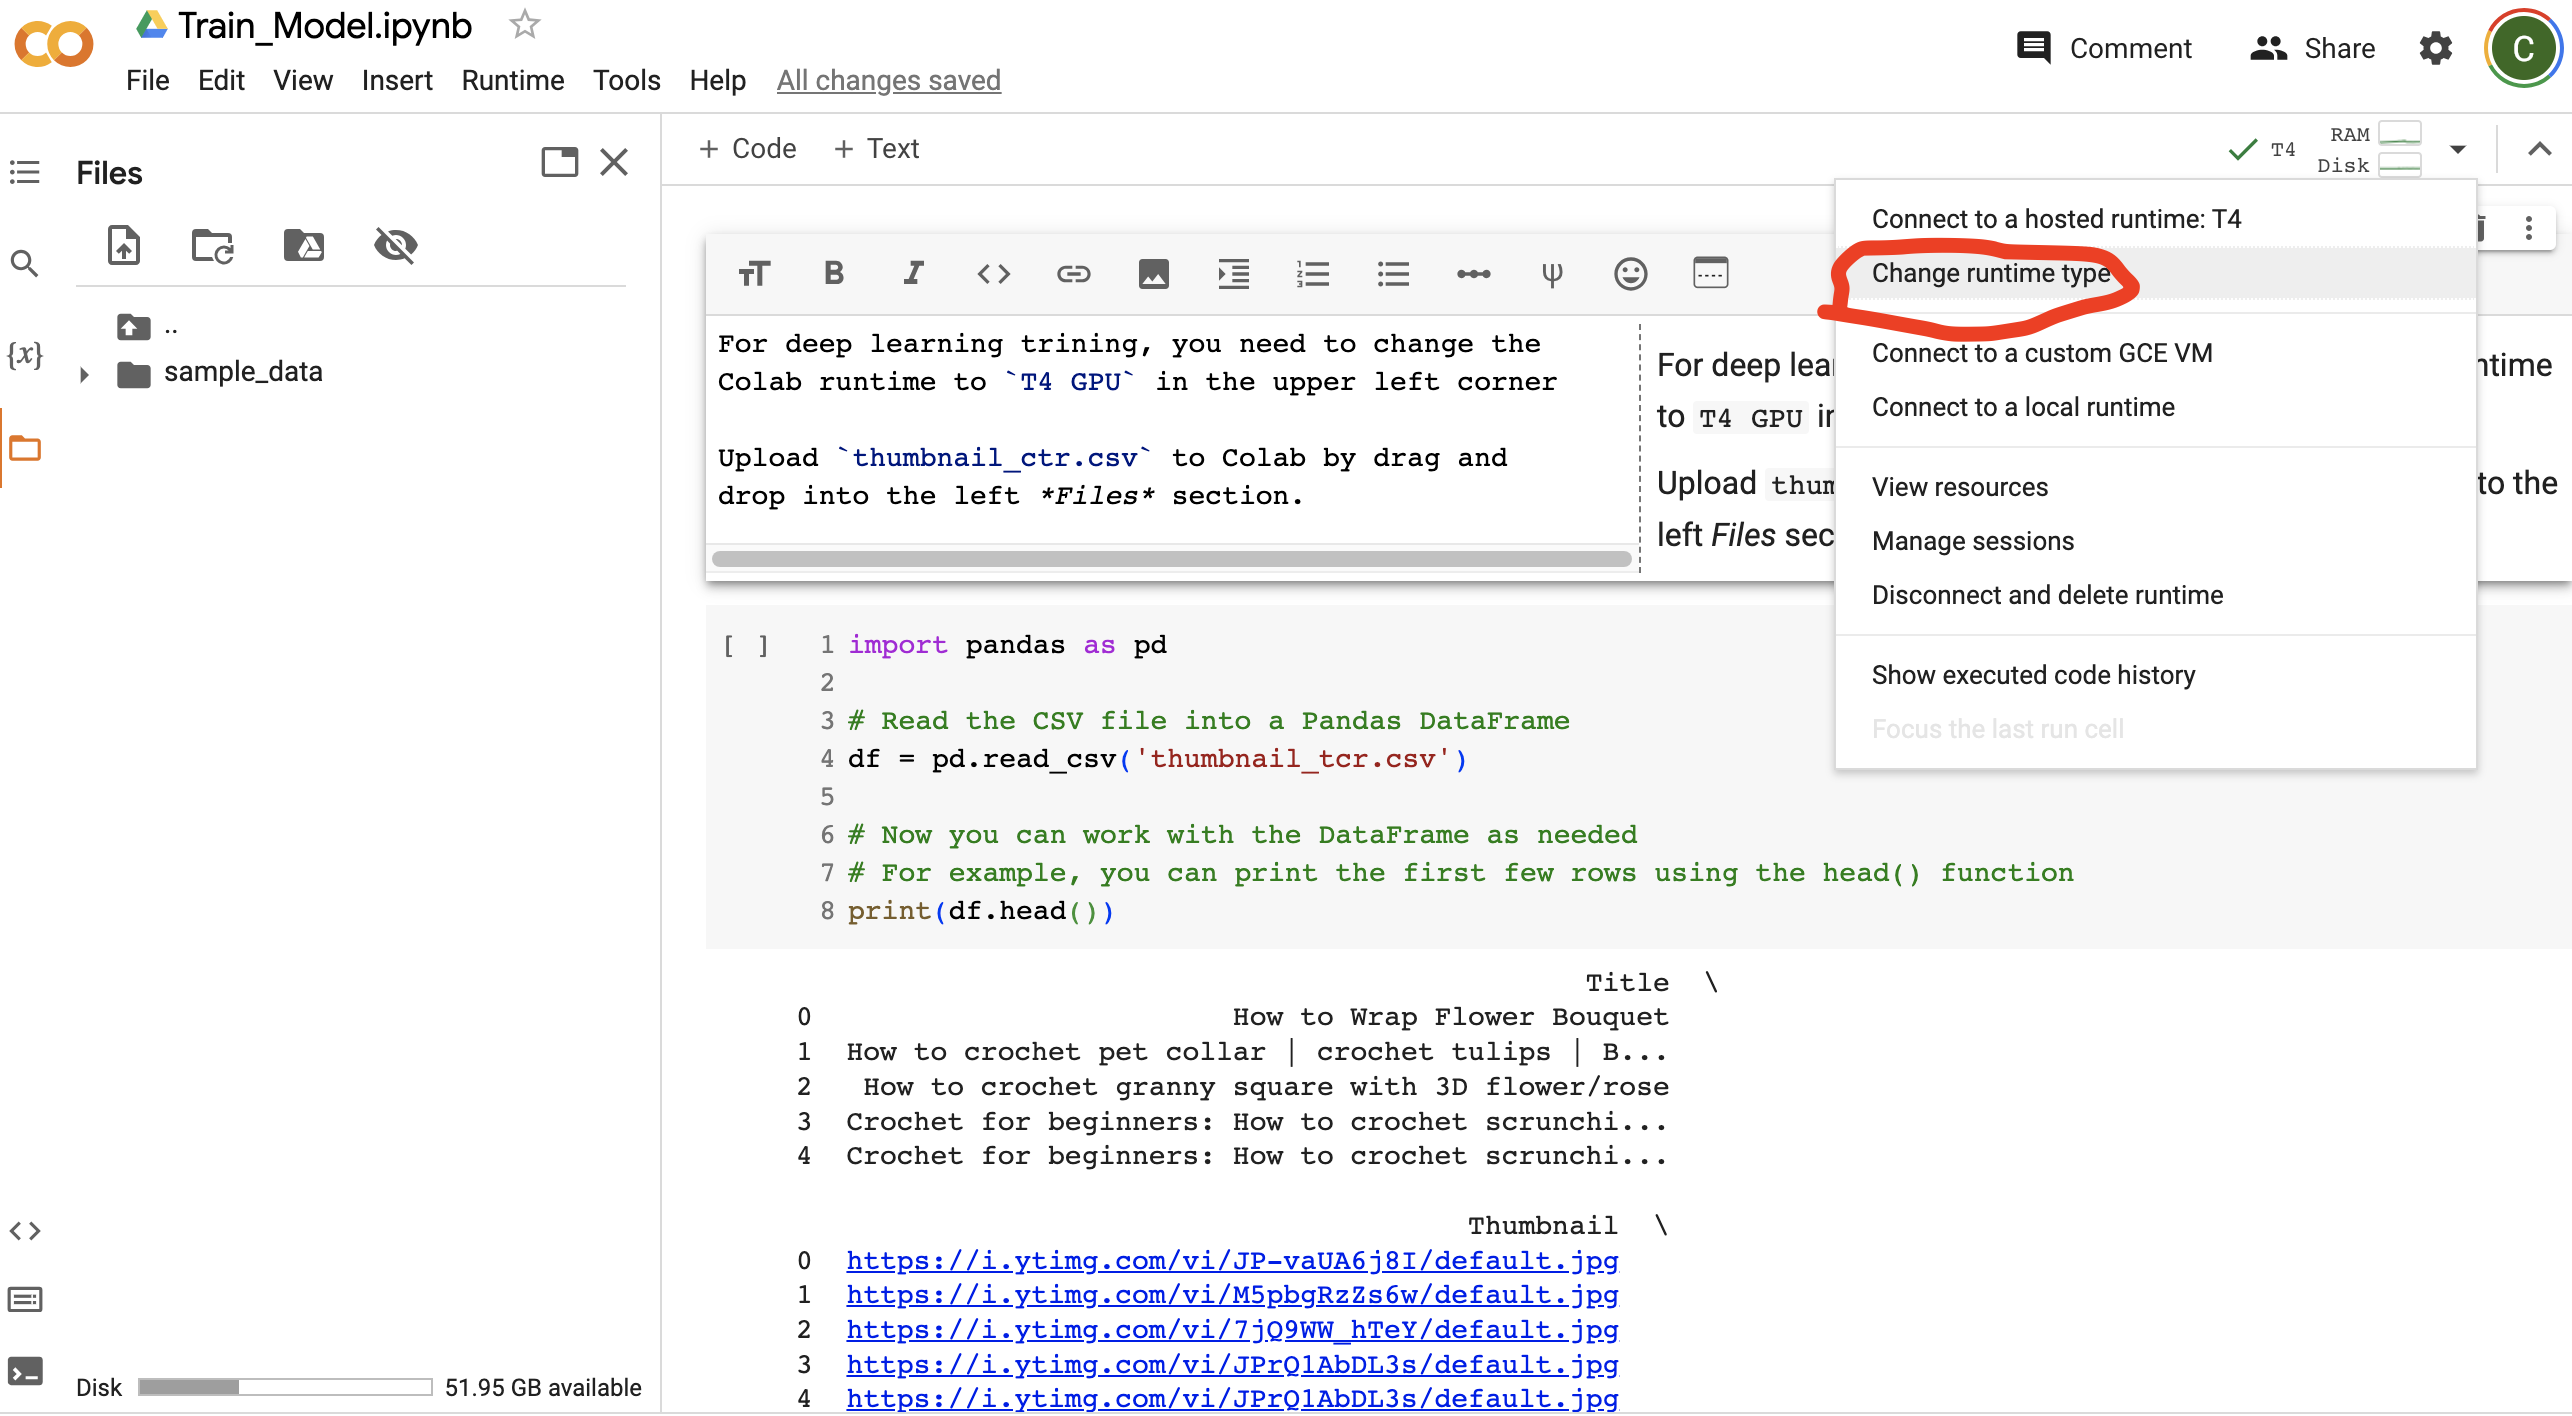 Train_Model.ipynb
File Edit View Insert Runtime Tools Help All changes saved
Comment Share C
Files
+ Code + Text
T4 RAM
Disk
..
{x}
sample_data
Connect to a hosted runtime: T4
Change runtime type
Connect to a custom GCE VM
Connect to a local runtime
View resources
Manage sessions
Disconnect and delete runtime
Show executed code history
Focus the last run cell
For deep learning trining, you need to change the
Colab runtime to `T4 GPU` in the upper left corner
Upload `thumbnail_ctr.csv` to Colab by drag and
drop into the left *Files* section.
For deep
to T4 GPU
Upload to the
left Files
[ ] 1 import pandas as pd
2
3 # Read the CSV file into a Pandas DataFrame
4 df = pd.read_csv('thumbnail_tcr.csv')
5
6 # Now you can work with the DataFrame as needed
7 # For example, you can print the first few rows using the head() function
8 print(df.head())
Title \
0 How to Wrap Flower Bouquet
1 How to crochet pet collar | crochet tulips | B...
2 How to crochet granny square with 3D flower/rose
3 Crochet for beginners: How to crochet scrunchi...
4 Crochet for beginners: How to crochet scrunchi...
Thumbnail \
0 https://i.ytimg.com/vi/JP-vaUA6j8I/default.jpg
1 https://i.ytimg.com/vi/M5pbgRzZs6w/default.jpg
2 https://i.ytimg.com/vi/7jQ9WW_hTeY/default.jpg
3 https://i.ytimg.com/vi/JPrQ1AbDL3s/default.jpg
4 https://i.ytimg.com/vi/JPrQ1AbDL3s/default.jpg
Disk 51.95 GB available